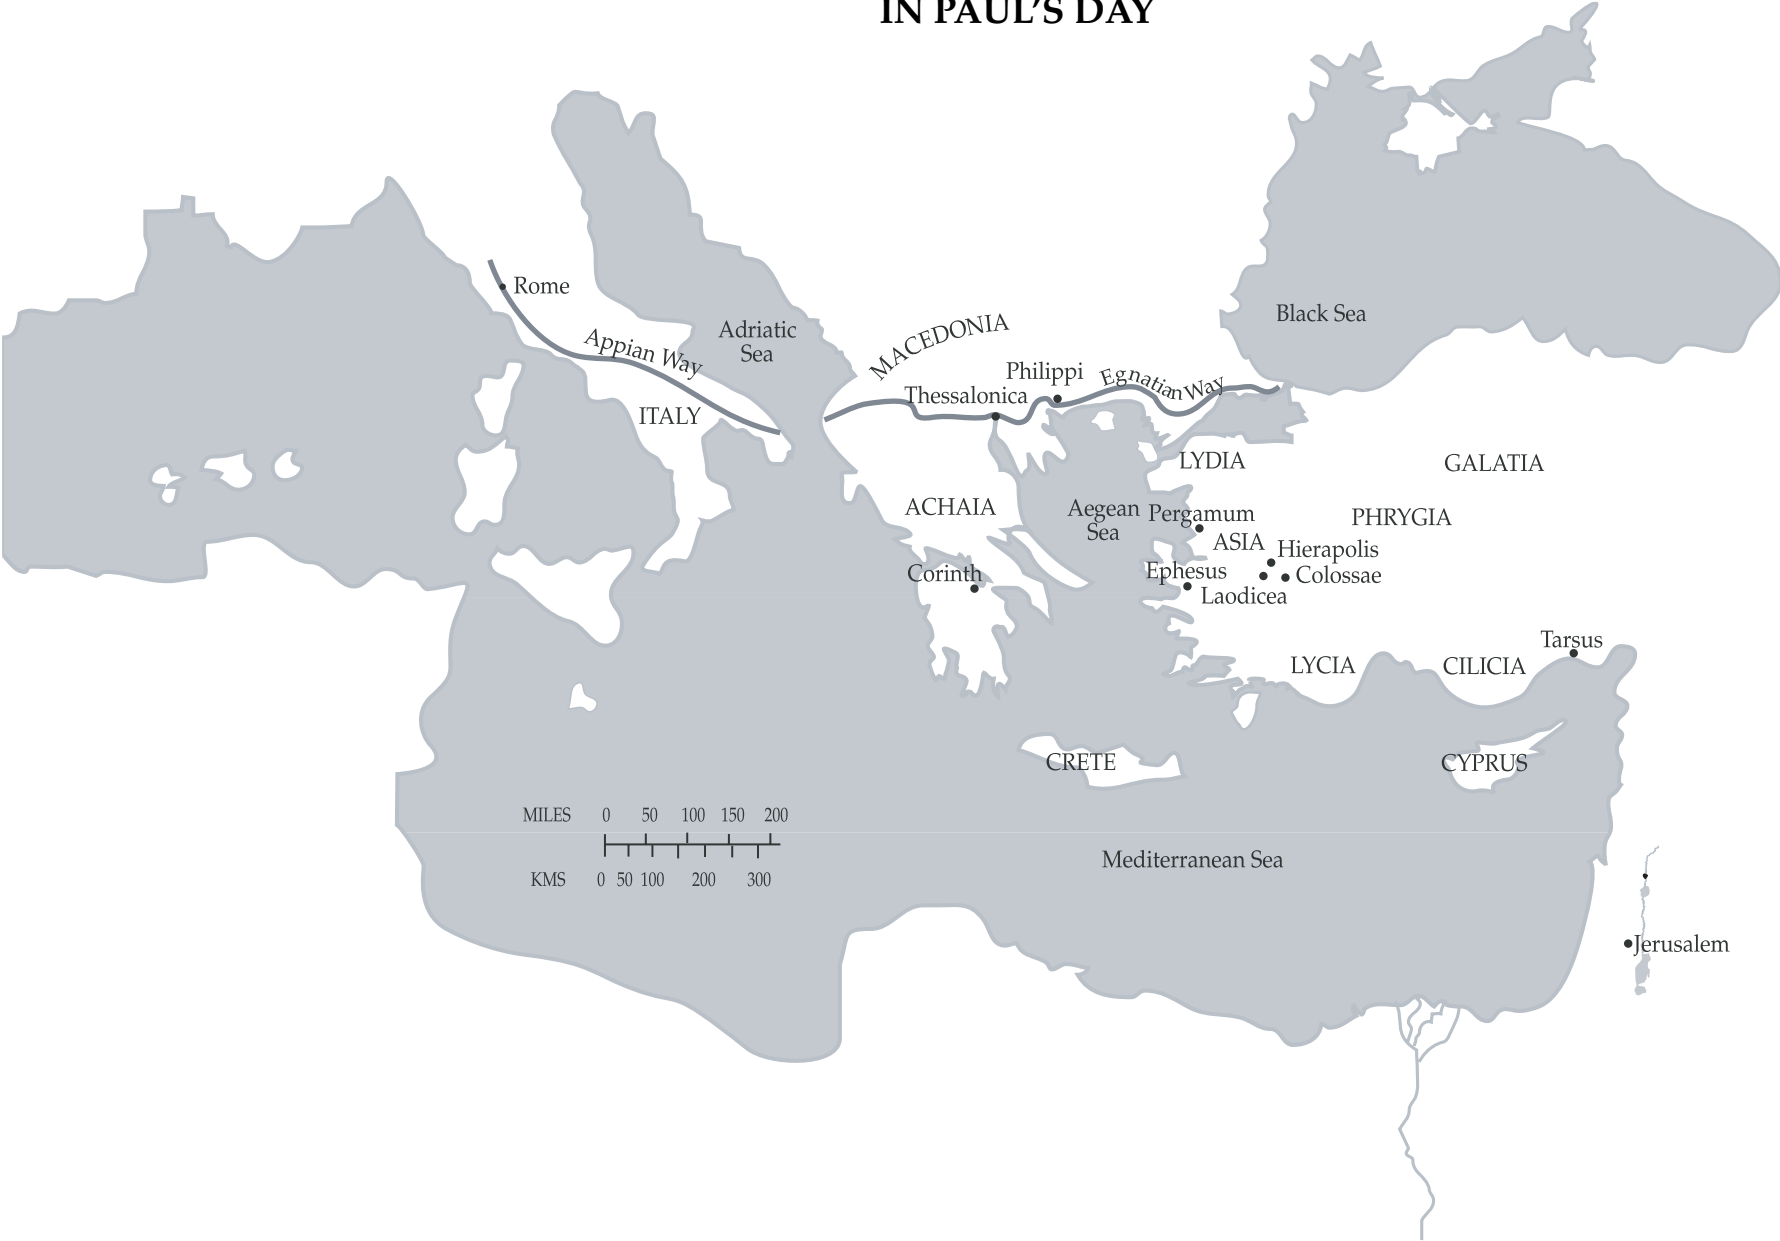 IN PAUL’S DAY
Rome
Appian Way
ITALY
Adriatic
Sea
MACEDONIA
Thessalonica
Philippi
Egnatian Way
Black Sea
LYDIA
GALATIA
ACHAIA
Aegean
Sea
Pergamum
PHRYGIA
ASIA
Hierapolis
Corinth
Ephesus
Colossae
Laodicea
Tarsus
LYCIA
CILICIA
CRETE
CYPRUS
MILES 0 50 100 150 200
KMS 0 50 100 200 300
Mediterranean Sea
Jerusalem